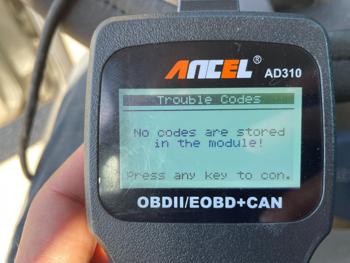 ANCEL®
AD310
Trouble Codes
No codes are stored
in the module!
Press any key to con.
OBDII/EOBD+CAN